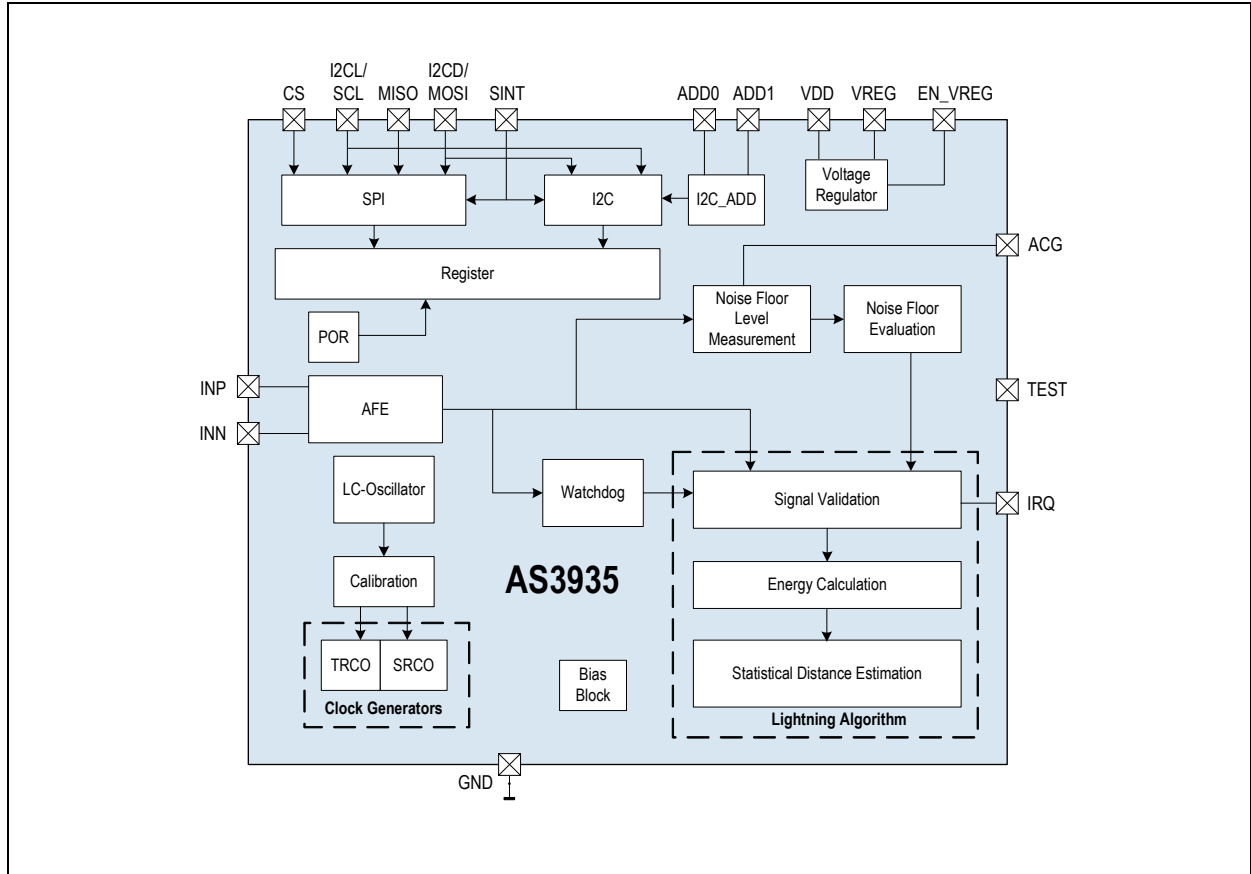 I2CL/
SCL
I2CD/
MOSI
CS
MISO
SINT
ADD0
ADD1
VDD
VREG
EN_VREG
SPI
I2C
I2C_ADD
Voltage
Regulator
ACG
Register
Noise Floor
Level
Measurement
Noise Floor
Evaluation
POR
INP
AFE
INN
TEST
LC-Oscillator
Watchdog
Signal Validation
IRQ
Calibration
AS3935
Energy Calculation
TRCO
SRCO
Clock Generators
Bias
Block
Statistical Distance Estimation
Lightning Algorithm
GND